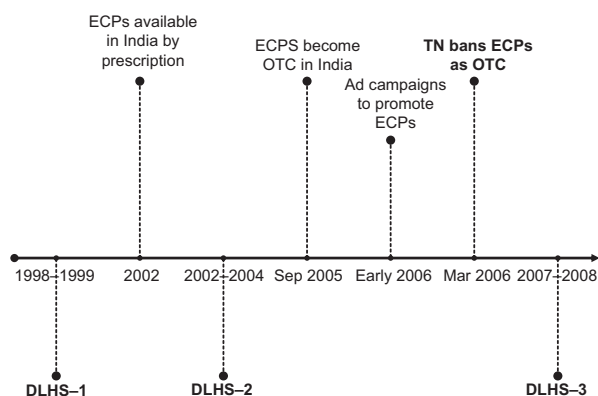 ECPs available
in India by
prescription
ECPS become
OTC in India
TN bans ECPs
as OTC
Ad campaigns
to promote
ECPs
1998–1999
2002
2002–2004
Sep 2005
Early 2006
Mar 2006
2007–2008
DLHS–1
DLHS–2
DLHS–3